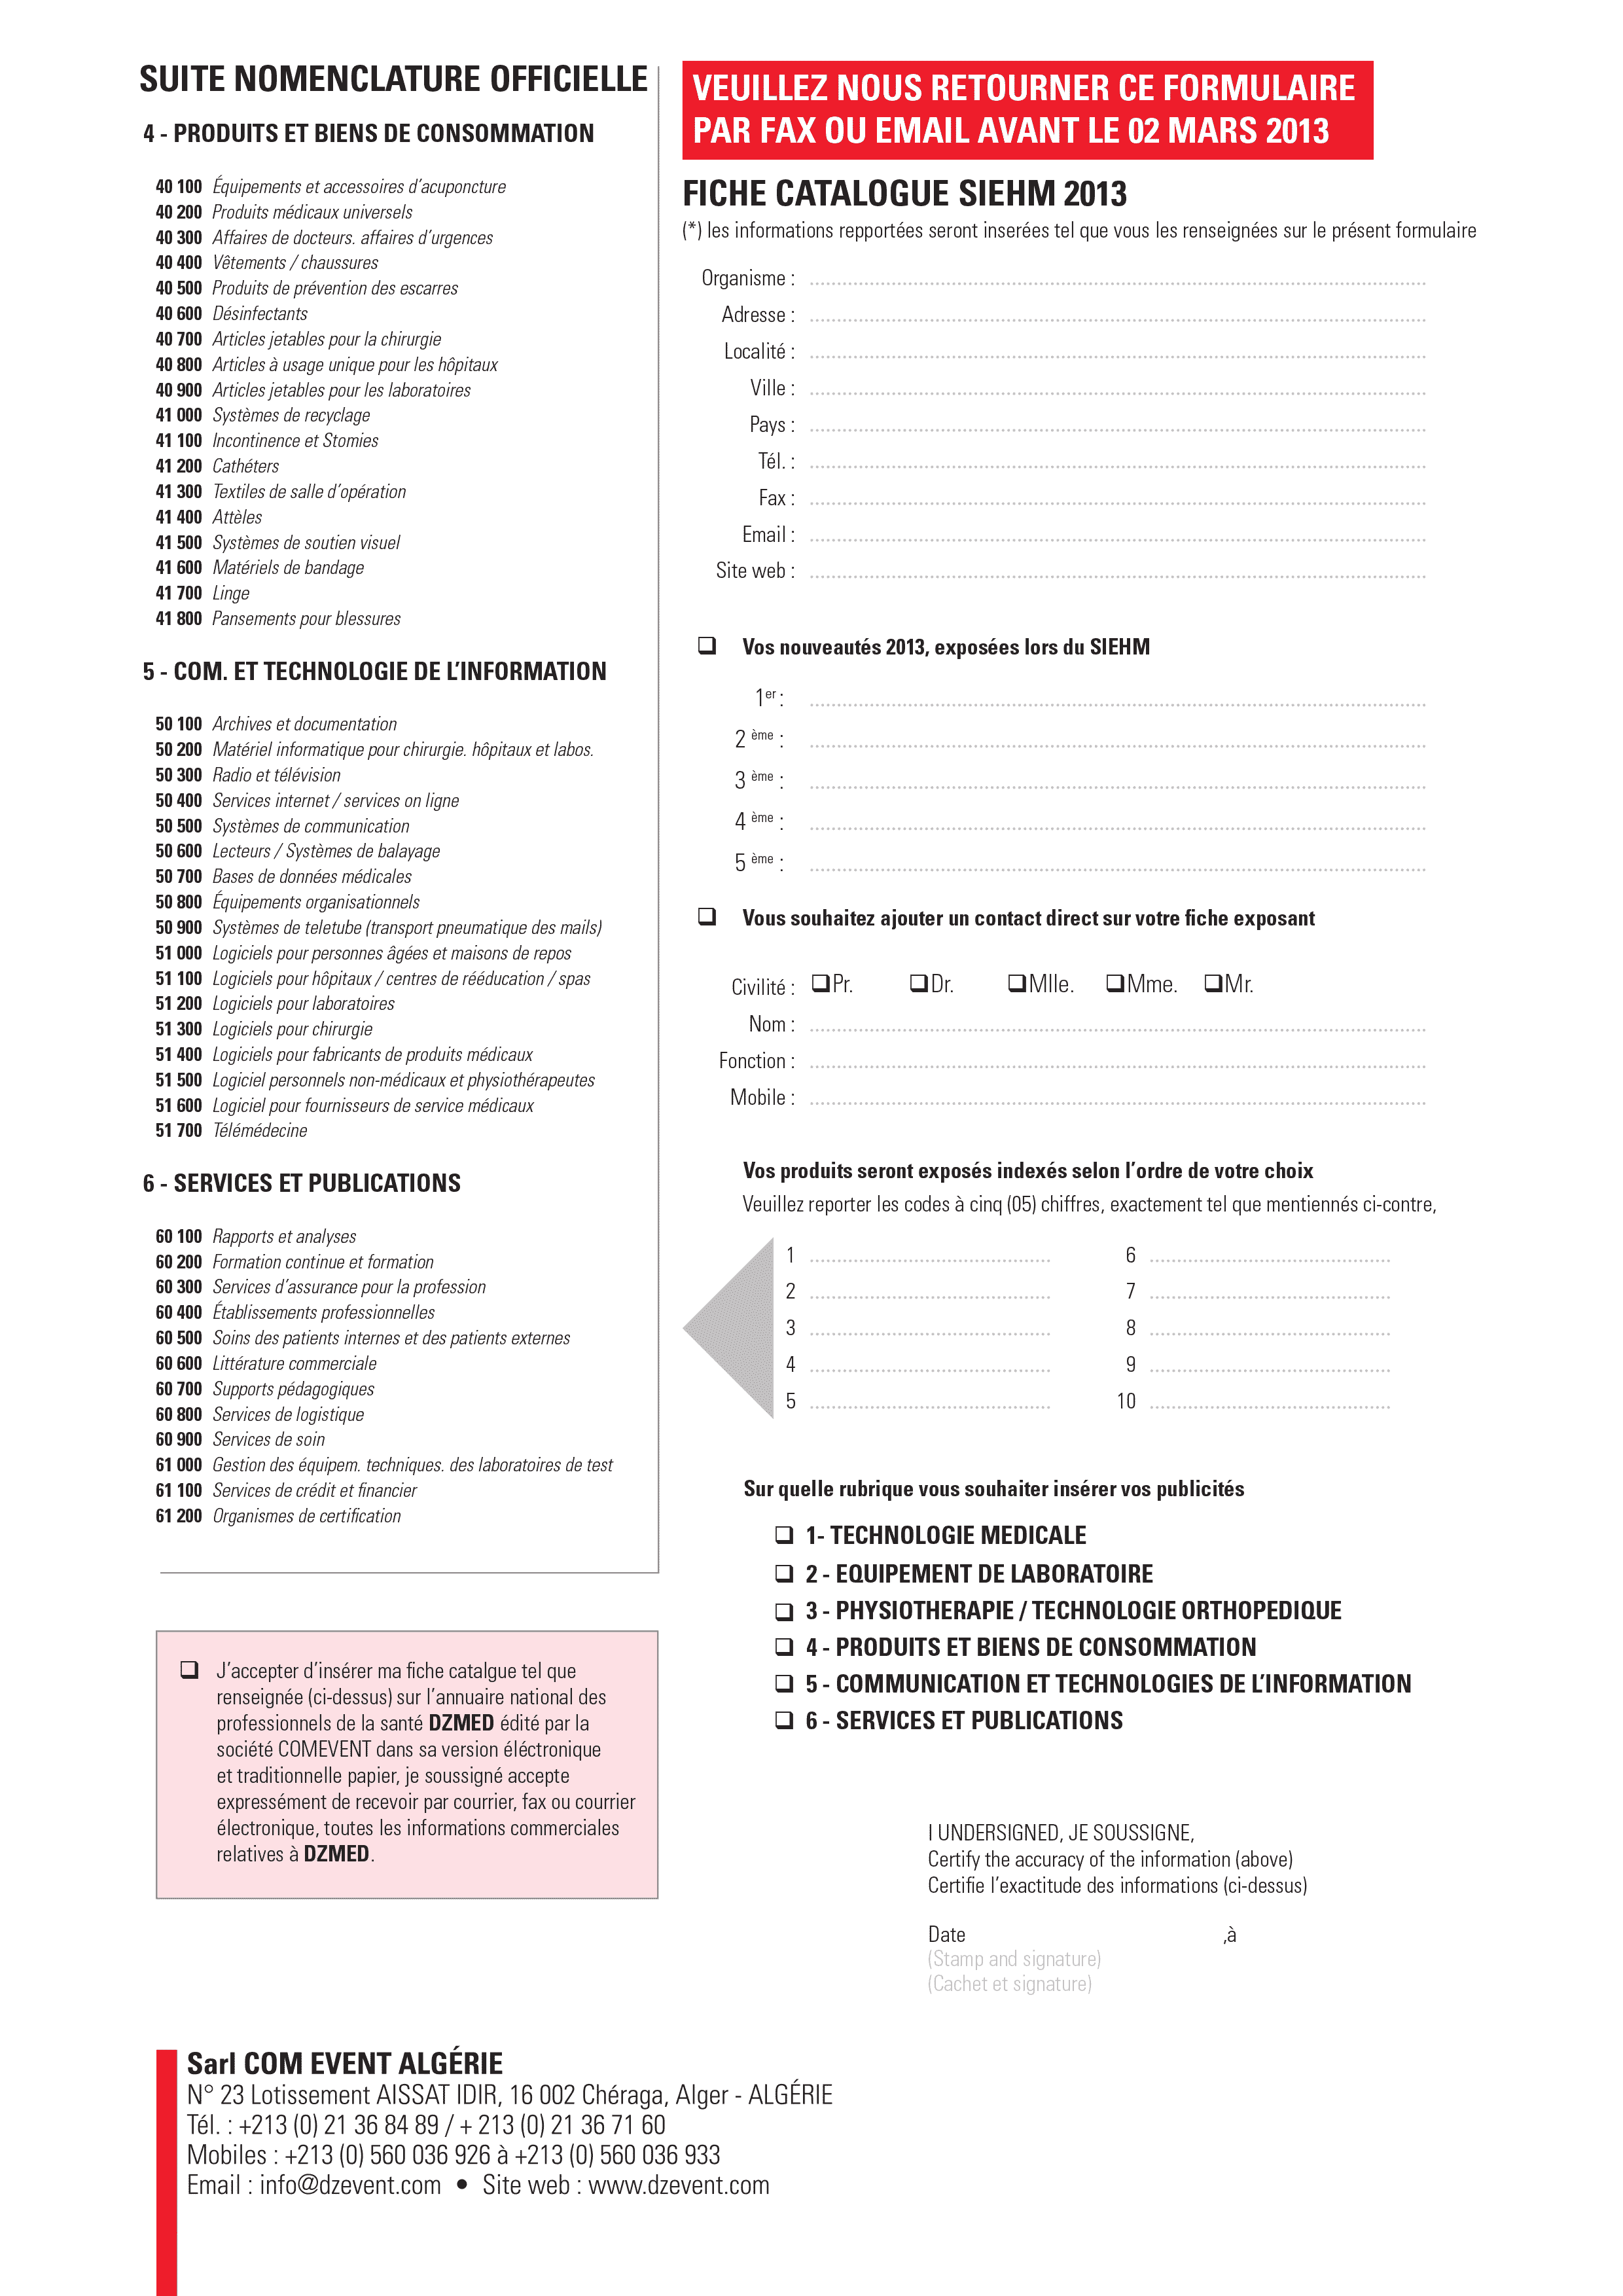 SUITE NOMENCLATURE OFFICIELLE
4 - PRODUITS ET BIENS DE CONSOMMATION
40 100 Équipements et accessoires d’acuponcture
40 200 Produits médicaux universels
40 300 Affaires de docteurs. affaires d’urgences
40 400 Vêtements / chaussures
40 500 Produits de prévention des escarres
40 600 Désinfectants
40 700 Articles jetables pour la chirurgie
40 800 Articles à usage unique pour les hôpitaux
40 900 Articles jetables pour les laboratoires
41 000 Systèmes de recyclage
41 100 Incontinence et Stomies
41 200 Cathéters
41 300 Textiles de salle d’opération
41 400 Attèles
41 500 Systèmes de soutien visuel
41 600 Matériels de bandage
41 700 Linge
41 800 Pansements pour blessures
5 - COM. ET TECHNOLOGIE DE L’INFORMATION
50 100 Archives et documentation
50 200 Matériel informatique pour chirurgie. hôpitaux et labos.
50 300 Radio et télévision
50 400 Services internet / services on ligne
50 500 Systèmes de communication
50 600 Lecteurs / Systèmes de balayage
50 700 Bases de données médicales
50 800 Équipements organisationnels
50 900 Systèmes de teletube (transport pneumatique des mails)
51 000 Logiciels pour personnes âgées et maisons de repos
51 100 Logiciels pour hôpitaux / centres de rééducation / spas
51 200 Logiciels pour laboratoires
51 300 Logiciels pour chirurgie
51 400 Logiciels pour fabricants de produits médicaux
51 500 Logiciel personnels non-médicaux et physiothérapeutes
51 600 Logiciel pour fournisseurs de service médicaux
51 700 Télémédecine
6 - SERVICES ET PUBLICATIONS
60 100 Rapports et analyses
60 200 Formation continue et formation
60 300 Services d’assurance pour la profession
60 400 Établissements professionnelles
60 500 Soins des patients internes et des patients externes
60 600 Littérature commerciale
60 700 Supports pédagogiques
60 800 Services de logistique
60 900 Services de soin
61 000 Gestion des équipem. techniques. des laboratoires de test
61 100 Services de crédit et financier
61 200 Organismes de certification
❑ J’accepter d’insérer ma fiche catalgue tel que
renseignée (ci-dessus) sur l’annuaire national des
professionnels de la santé DZMED édité par la
société COMEVENT dans sa version éléctronique
et traditionnelle papier, je soussigné accepte
expressément de recevoir par courrier, fax ou courrier
électronique, toutes les informations commerciales
relatives à DZMED.
VEUILLEZ NOUS RETOURNER CE FORMULAIRE
PAR FAX OU EMAIL AVANT LE 02 MARS 2013
FICHE CATALOGUE SIEHM 2013
(*) les informations repportées seront inserées tel que vous les renseignées sur le présent formulaire
Organisme :
Adresse :
Localité :
Ville :
Pays :
Tél. :
Fax :
Email :
Site web :
❑ Vos nouveautés 2013, exposées lors du SIEHM
1er :
2 ème :
3 ème :
4 ème :
5 ème :
❑ Vous souhaitez ajouter un contact direct sur votre fiche exposant
Civilité : ❑Pr. ❑Dr. ❑Mlle. ❑Mme. ❑Mr.
Nom :
Fonction :
Mobile :
Vos produits seront exposés indexés selon l’ordre de votre choix
Veuillez reporter les codes à cinq (05) chiffres, exactement tel que mentiennés ci-contre,
1 6
2 7
3 8
4 9
5 10
Sur quelle rubrique vous souhaiter insérer vos publicités
❑ 1- TECHNOLOGIE MEDICALE
❑ 2 - EQUIPEMENT DE LABORATOIRE
❑ 3 - PHYSIOTHERAPIE / TECHNOLOGIE ORTHOPEDIQUE
❑ 4 - PRODUITS ET BIENS DE CONSOMMATION
❑ 5 - COMMUNICATION ET TECHNOLOGIES DE L’INFORMATION
❑ 6 - SERVICES ET PUBLICATIONS
I UNDERSIGNED, JE SOUSSIGNE,
Certify the accuracy of the information (above)
Certifie l’exactitude des informations (ci-dessus)
Date ,à
(Stamp and signature)
(Cachet et signature)
Sarl COM EVENT ALGÉRIE
N° 23 Lotissement AISSAT IDIR, 16 002 Chéraga, Alger - ALGÉRIE
Tél. : +213 (0) 21 36 84 89 / + 213 (0) 21 36 71 60
Mobiles : +213 (0) 560 036 926 à +213 (0) 560 036 933
Email : info@dzevent.com • Site web : www.dzevent.com